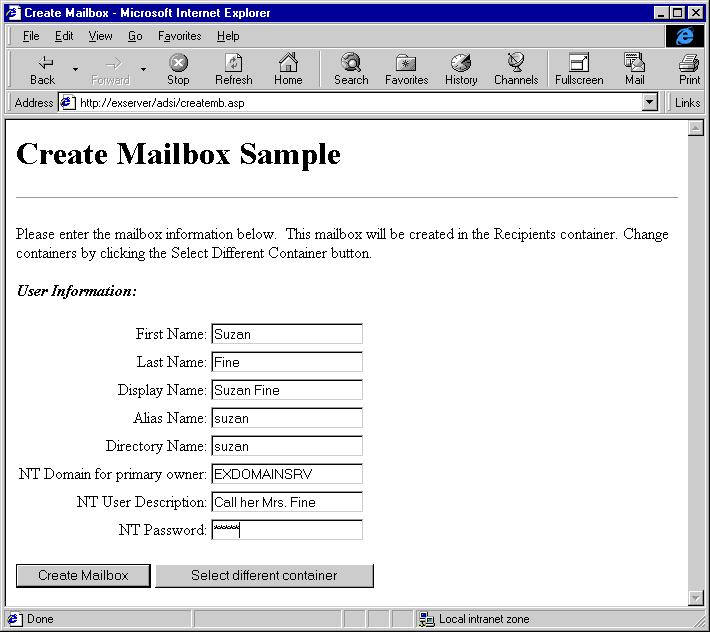 Create Mailbox - Microsoft Internet Explorer
File Edit View Go Favorites Help
Back Forward Stop Refresh Home Search Favorites History Channels Fullscreen Mail Print
Address http://exserver/adsi/createmb.asp Links
Create Mailbox Sample
Please enter the mailbox information below. This mailbox will be created in the Recipients container. Change
containers by clicking the Select Different Container button.
User Information:
First Name: Suzan
Last Name: Fine
Display Name: Suzan Fine
Alias Name: suzan
Directory Name: suzan
NT Domain for primary owner: EXDOMAINSRV
NT User Description: Call her Mrs. Fine
NT Password: *****
Create Mailbox Select different container
Done Local intranet zone